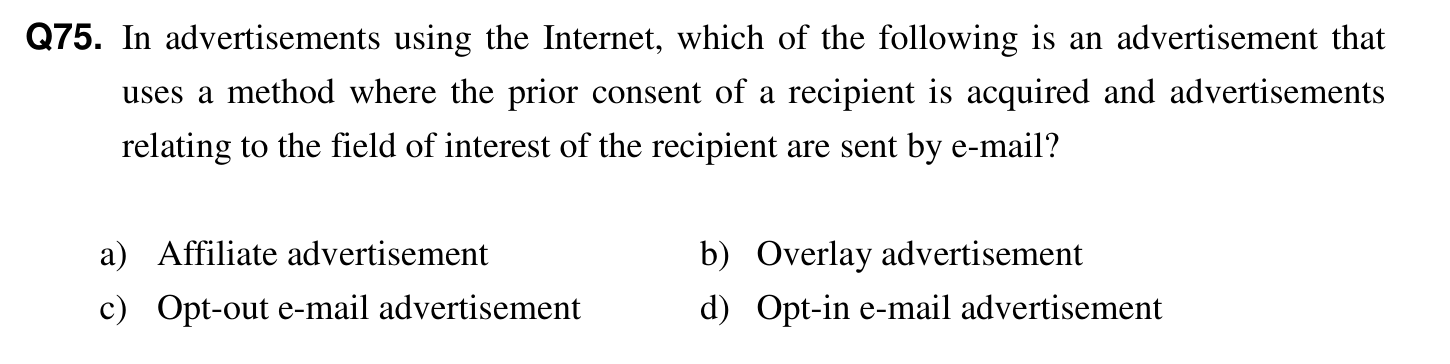 Q75. In advertisements using the Internet, which of the following is an advertisement that
uses a method where the prior consent of a recipient is acquired and advertisements
relating to the field of interest of the recipient are sent by e-mail?
a) Affiliate advertisement b) Overlay advertisement
c) Opt-out e-mail advertisement d) Opt-in e-mail advertisement